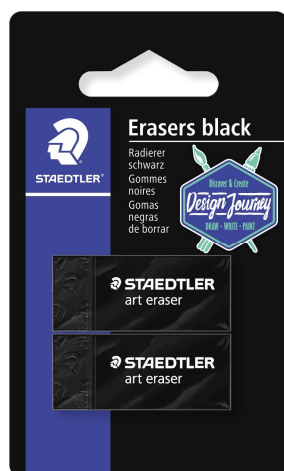 STAEDTLER®
Erasers black
Radierer
schwarz
Gommes
noires
Gomas
negras
de borrar
Discover & Create
Design Journey
DRAW - WRITE - PAINT
STAEDTLER
art eraser
STAEDTLER
art eraser